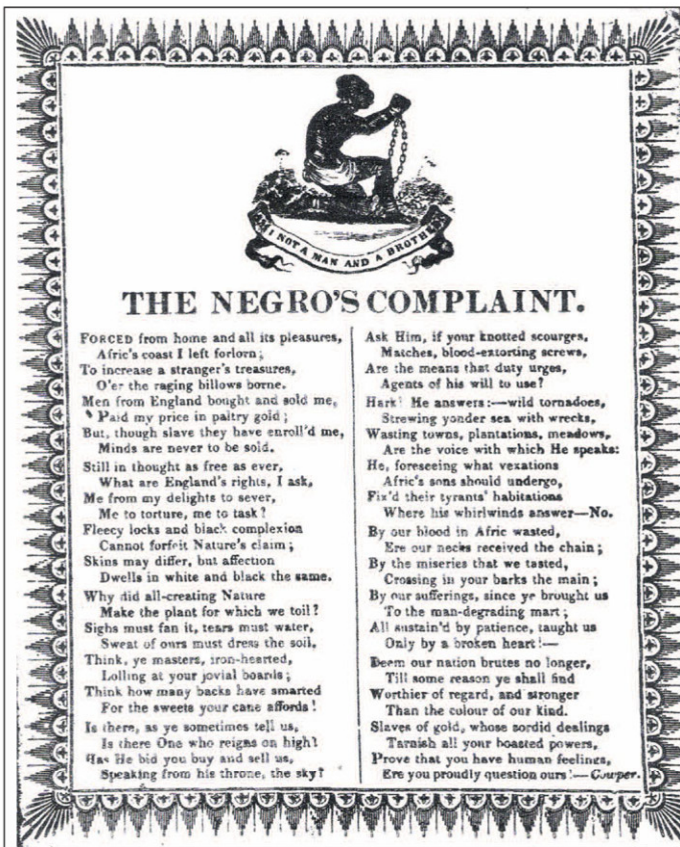 AM I NOT A MAN AND A BROTHER
THE NEGRO'S COMPLAINT.
FORCED from home and all its pleasures,
Afric's coast I left forlorn;
To increase a stranger's treasures,
O'er the raging billows borne.
Men from England bought and sold me,
Paid my price in paltry gold;
But, though slave they have enroll'd me,
Minds are never to be sold.
Still in thought as free as ever,
What are England's rights, I ask,
Me from my delights to sever,
Me to torture, me to task?
Fleecy locks and black complexion
Cannot forfeit Nature's claim;
Skins may differ, but affection
Dwells in white and black the same.
Why did all-creating Nature
Make the plant for which we toil?
Sighs must fan it, tears must water,
Sweat of ours must dress the soil.
Think, ye masters, iron-hearted,
Lolling at your jovial boards;
Think how many backs have smarted
For the sweets your cane affords!
Is there, as ye sometimes tell us,
Is there One who reigns on high?
Has He bid you buy and sell us,
Speaking from his throne, the sky?
Ask Him, if your knotted scourges,
Matches, blood-extorting screws,
Are the means that duty urges,
Agents of his will to use?
Hark! He answers:—wild tornadoes,
Strewing yonder sea with wrecks,
Wasting towns, plantations, meadows,
Are the voice with which He speaks:
He, foreseeing what vexations
Afric's sons should undergo,
Fix'd their tyrants' habitations
Where his whirlwinds answer—No.
By our blood in Afric wasted,
Ere our necks received the chain;
By the miseries that we tasted,
Crossing in your barks the main;
By our sufferings, since ye brought us
To the man-degrading mart;
All sustain'd by patience, taught us
Only by a broken heart!—
Deem our nation brutes no longer,
Till some reason ye shall find
Worthier of regard, and stronger
Than the colour of our kind.
Slaves of gold, whose sordid dealings
Tarnish all your boasted powers,
Prove that you have human feelings,
Ere you proudly question ours!—Cowper.